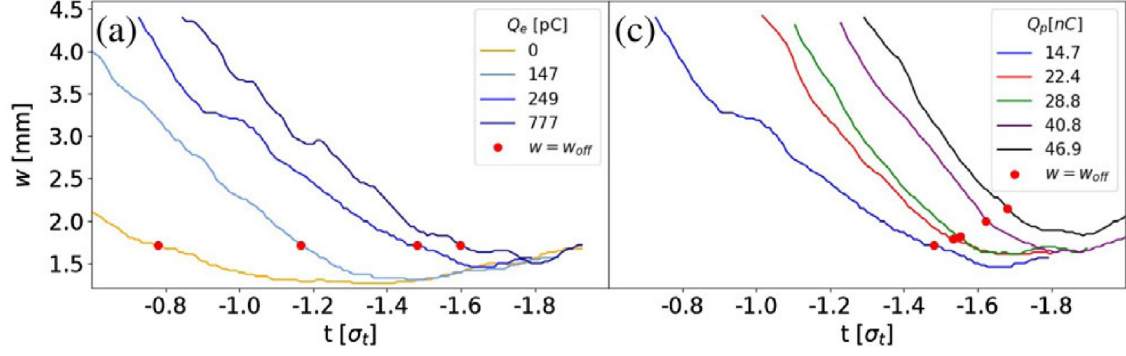 (a)
Q_e [pC]
0
147
249
777
w = w_off
4.5
4.0
3.5
3.0
2.5
2.0
1.5
w [mm]
-0.8 -1.0 -1.2 -1.4 -1.6 -1.8
t [σ_t]
(c)
Q_p[nC]
14.7
22.4
28.8
40.8
46.9
w = w_off
-0.8 -1.0 -1.2 -1.4 -1.6 -1.8
t [σ_t]